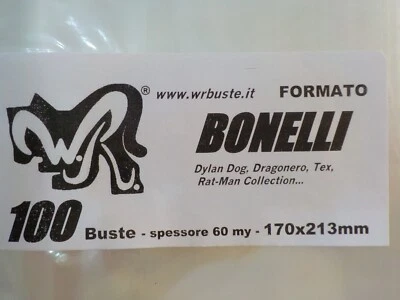 ® www.wrbuste.it FORMATO
W.R.
BONELLI
Dylan Dog, Dragonero, Tex,
Rat-Man Collection...
100 Buste - spessore 60 my - 170x213mm